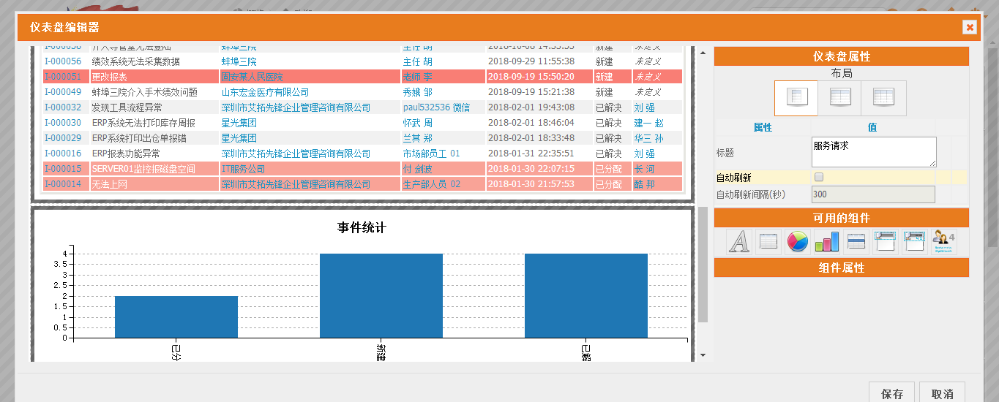 仪表盘编辑器
I-000056 绩效系统无法采集数据 蚌埠三院 主任 胡 2018-09-29 11:55:38 新建 未定义
I-000051 更改报表 固安某人民医院 老师 李 2018-09-19 15:50:20 新建 未定义
I-000049 蚌埠三院介入手术绩效问题 山东宏金医疗有限公司 秀娥 邹 2018-09-19 15:21:38 新建 未定义
I-000032 发现工具流程异常 深圳市艾拓先锋企业管理咨询有限公司 paul532536 微信 2018-02-01 19:43:08 已解决 刘 强
I-000030 ERP系统无法打印库存周报 星光集团 怀武 周 2018-02-01 18:46:04 已解决 建一 赵
I-000029 ERP系统打印出仓单报错 星光集团 兰其 郑 2018-02-01 18:33:48 已解决 华三 孙
I-000016 ERP报表功能异常 深圳市艾拓先锋企业管理咨询有限公司 市场部员工 01 2018-01-31 22:35:51 已解决 刘 强
I-000015 SERVER01监控报磁盘空间 IT服务公司 付 剑波 2018-01-30 22:07:15 已分配 长 河
I-000014 无法上网 深圳市艾拓先锋企业管理咨询有限公司 生产部人员 02 2018-01-30 21:57:53 已分配 酷 邦
事件统计
4
3.5
3
2.5
2
1.5
1
0.5
0
已分
新建
已解
仪表盘属性
布局
属性 值
标题 服务请求
自动刷新
自动刷新间隔(秒) 300
可用的组件
组件属性
保存 取消